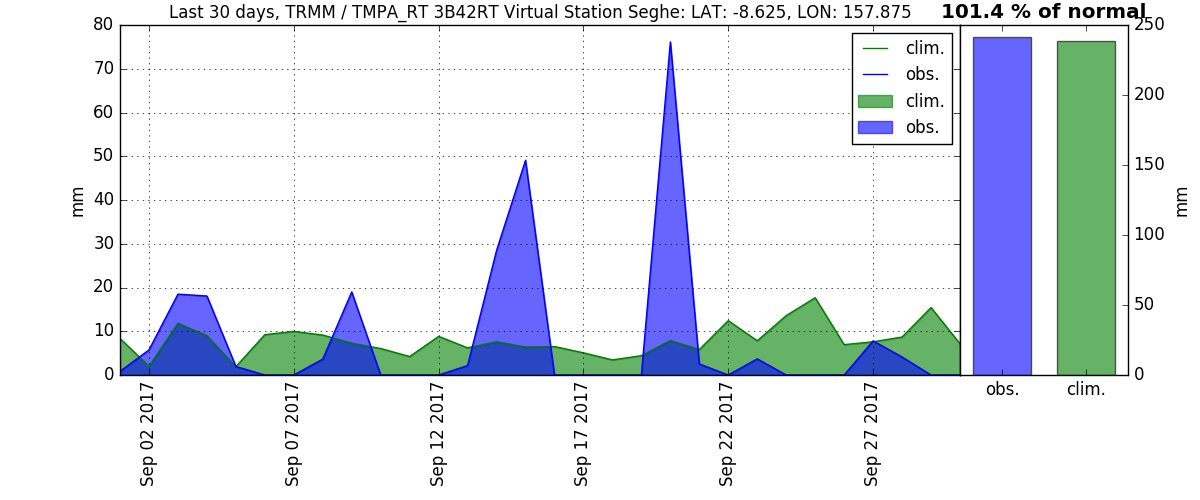 Last 30 days, TRMM / TMPA_RT 3B42RT Virtual Station Seghe: LAT: -8.625, LON: 157.875
101.4 % of normal
80
70
60
50
40
30
20
10
0
mm
clim.
obs.
clim.
obs.
250
200
150
100
50
0
mm
obs.
clim.
Sep 02 2017
Sep 07 2017
Sep 12 2017
Sep 17 2017
Sep 22 2017
Sep 27 2017